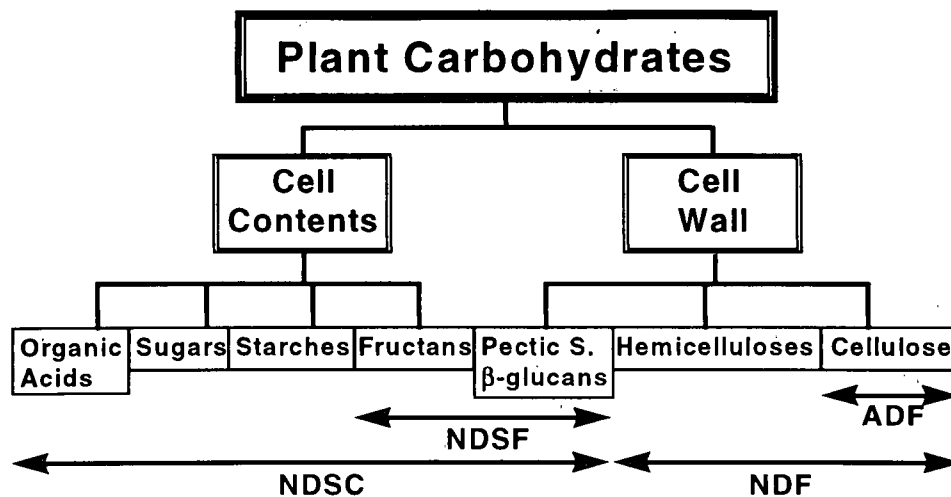 Plant Carbohydrates
Cell
Contents
Cell
Wall
Organic
Acids
Sugars
Starches
Fructans
Pectic S.
β-glucans
Hemicelluloses
Cellulose
ADF
NDSF
NDSC
NDF